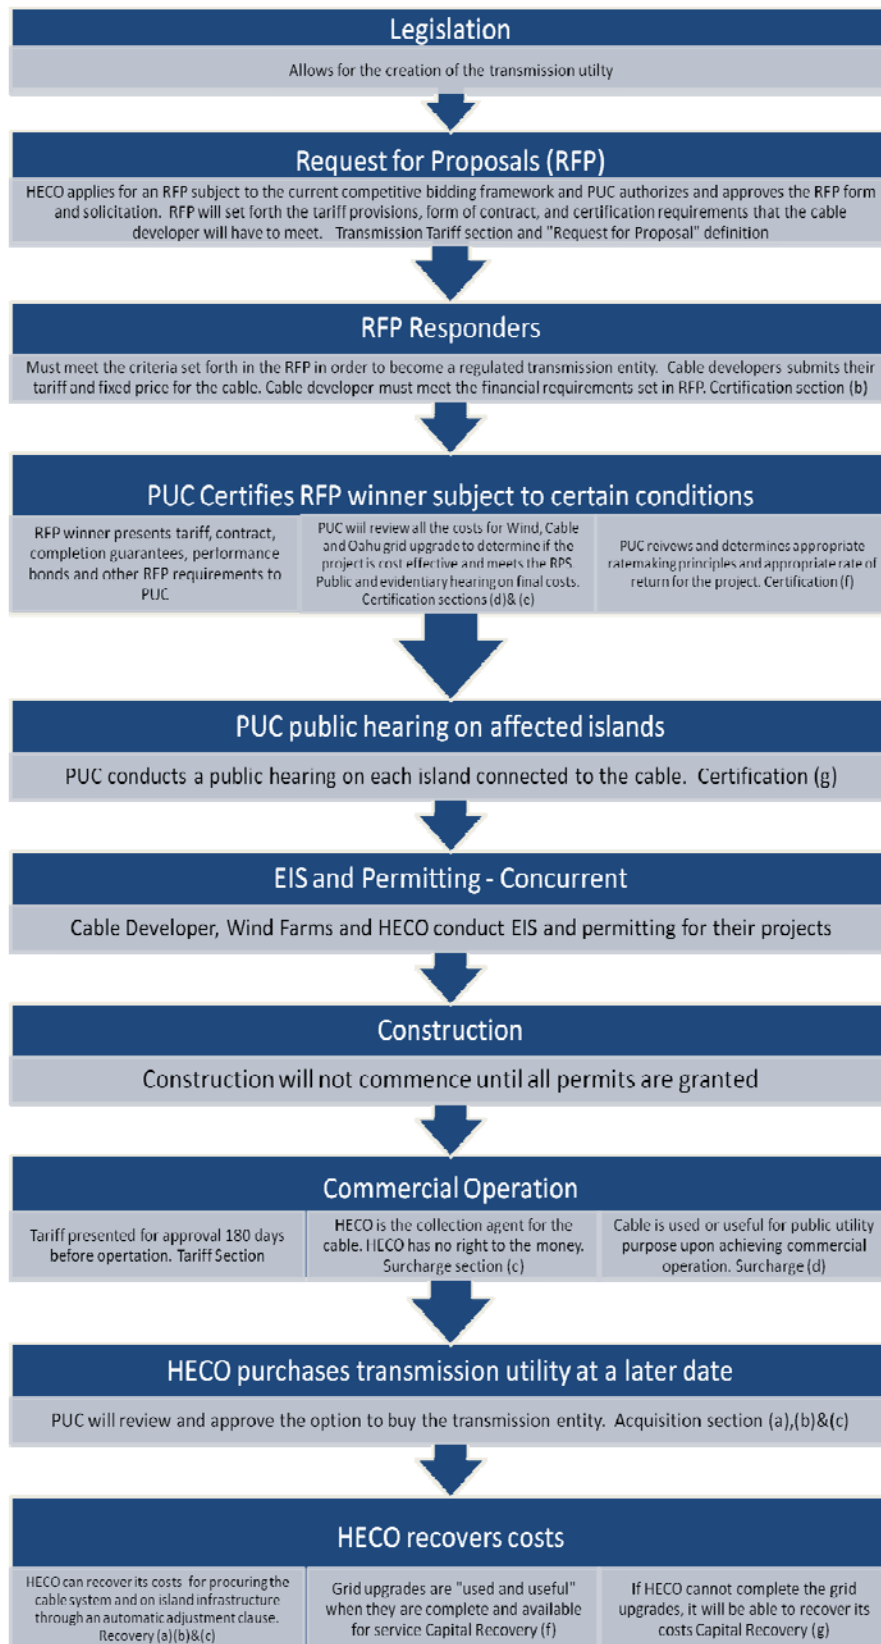 Legislation
Allows for the creation of the transmission utilty
Request for Proposals (RFP)
HECO applies for an RFP subject to the current competitive bidding framework and PUC authorizes and approves the RFP form
and solicitation. RFP will set forth the tariff provisions, form of contract, and certification requirements that the cable
developer will have to meet. Transmission Tariff section and "Request for Proposal" definition
RFP Responders
Must meet the criteria set forth in the RFP in order to become a regulated transmission entity. Cable developers submits their
tariff and fixed price for the cable. Cable developer must meet the financial requirements set in RFP. Certification section (b)
PUC Certifies RFP winner subject to certain conditions
RFP winner presents tariff, contract,
completion guarantees, performance
bonds and other RFP requirements to
PUC
PUC will review all the costs for Wind, Cable
and Oahu grid upgrade to determine if the
project is cost effective and meets the RPS.
Public and evidentiary hearing on final costs.
Certification sections (d)& (e)
PUC reivews and determines appropriate
ratemaking principles and appropriate rate of
return for the project. Certification (f)
PUC public hearing on affected islands
PUC conducts a public hearing on each island connected to the cable. Certification (g)
EIS and Permitting - Concurrent
Cable Developer, Wind Farms and HECO conduct EIS and permitting for their projects
Construction
Construction will not commence until all permits are granted
Commercial Operation
Tariff presented for approval 180 days
before opertation. Tariff Section
HECO is the collection agent for the
cable. HECO has no right to the money.
Surcharge section (c)
Cable is used or useful for public utility
purpose upon achieving commercial
operation. Surcharge (d)
HECO purchases transmission utility at a later date
PUC will review and approve the option to buy the transmission entity. Acquisition section (a),(b)&(c)
HECO recovers costs
HECO can recover its costs for procuring the
cable system and on island infrastructure
through an automatic adjustment clause.
Recovery (a)(b)&(c)
Grid upgrades are "used and useful"
when they are complete and available
for service Capital Recovery (f)
If HECO cannot complete the grid
upgrades, it will be able to recover its
costs Capital Recovery (g)